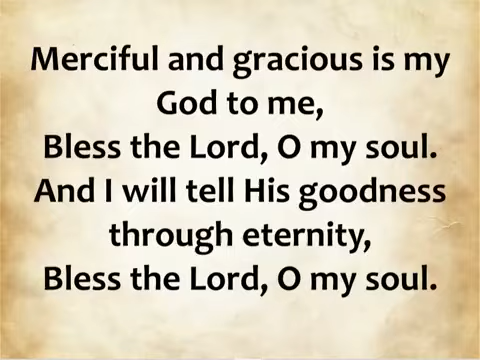 Merciful and gracious is my
God to me,
Bless the Lord, O my soul.
And I will tell His goodness
through eternity,
Bless the Lord, O my soul.